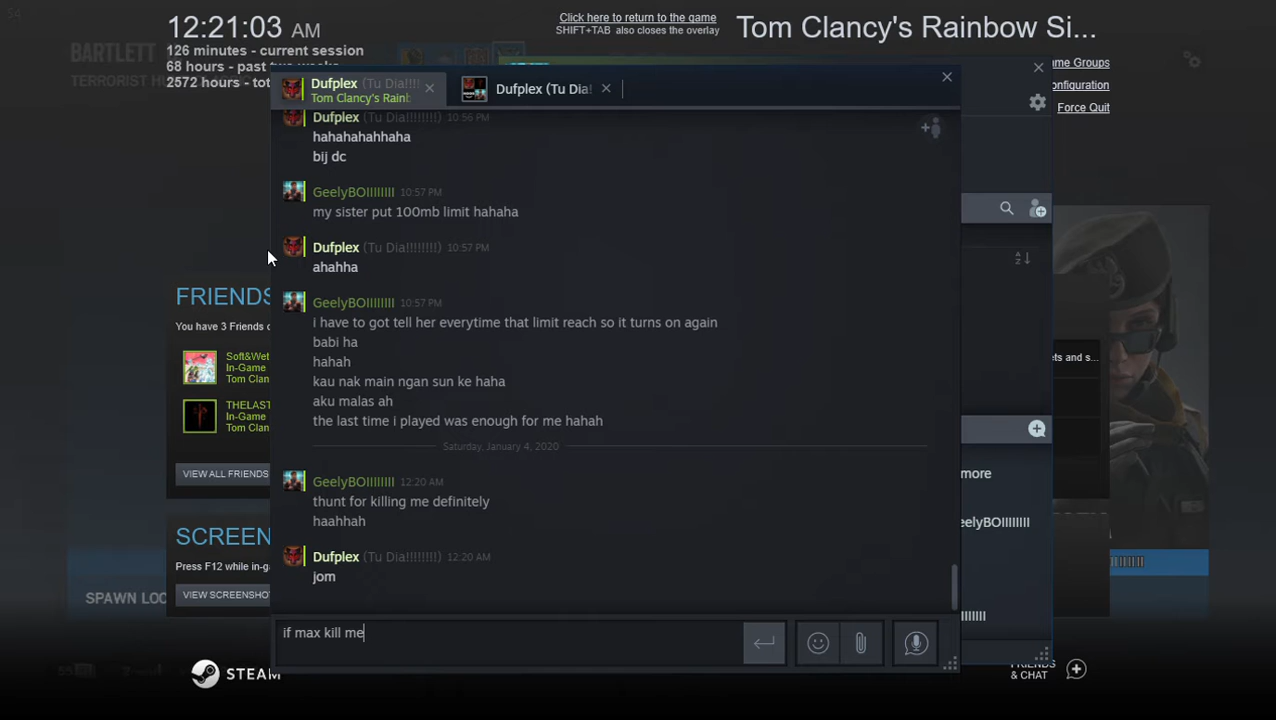 54
12:21:03 AM
126 minutes - current session
68 hours - past two weeks
2572 hours - tot
Click here to return to the game
SHIFT+TAB also closes the overlay
Tom Clancy's Rainbow Si...
BARTLETT
TERRORIST HU
me Groups
onfiguration
Force Quit
Dufplex (Tu Dia!!!!
Tom Clancy's Rainb
Dufplex (Tu Dia!
Dufplex (Tu Dia!!!!!!!!) 10:56 PM
hahahahahhaha
bij dc
GeelyBOIIIIIIII 10:57 PM
my sister put 100mb limit hahaha
Dufplex (Tu Dia!!!!!!!!) 10:57 PM
ahahha
GeelyBOIIIIIIII 10:57 PM
i have to got tell her everytime that limit reach so it turns on again
babi ha
hahah
kau nak main ngan sun ke haha
aku malas ah
the last time i played was enough for me hahah
Saturday, January 4, 2020
GeelyBOIIIIIIII 12:20 AM
thunt for killing me definitely
haahhah
Dufplex (Tu Dia!!!!!!!!) 12:20 AM
jom
if max kill me
FRIENDS
You have 3 Friends o
Soft&Wet
In-Game
Tom Clan
THELAST
In-Game
Tom Clan
VIEW ALL FRIENDS
SCREEN
Press F12 while in-ga
VIEW SCREENSHO
SPAWN LOC
STEAM
ets and s...
more
eelyBOIIIIIIII
FRIENDS
& CHAT